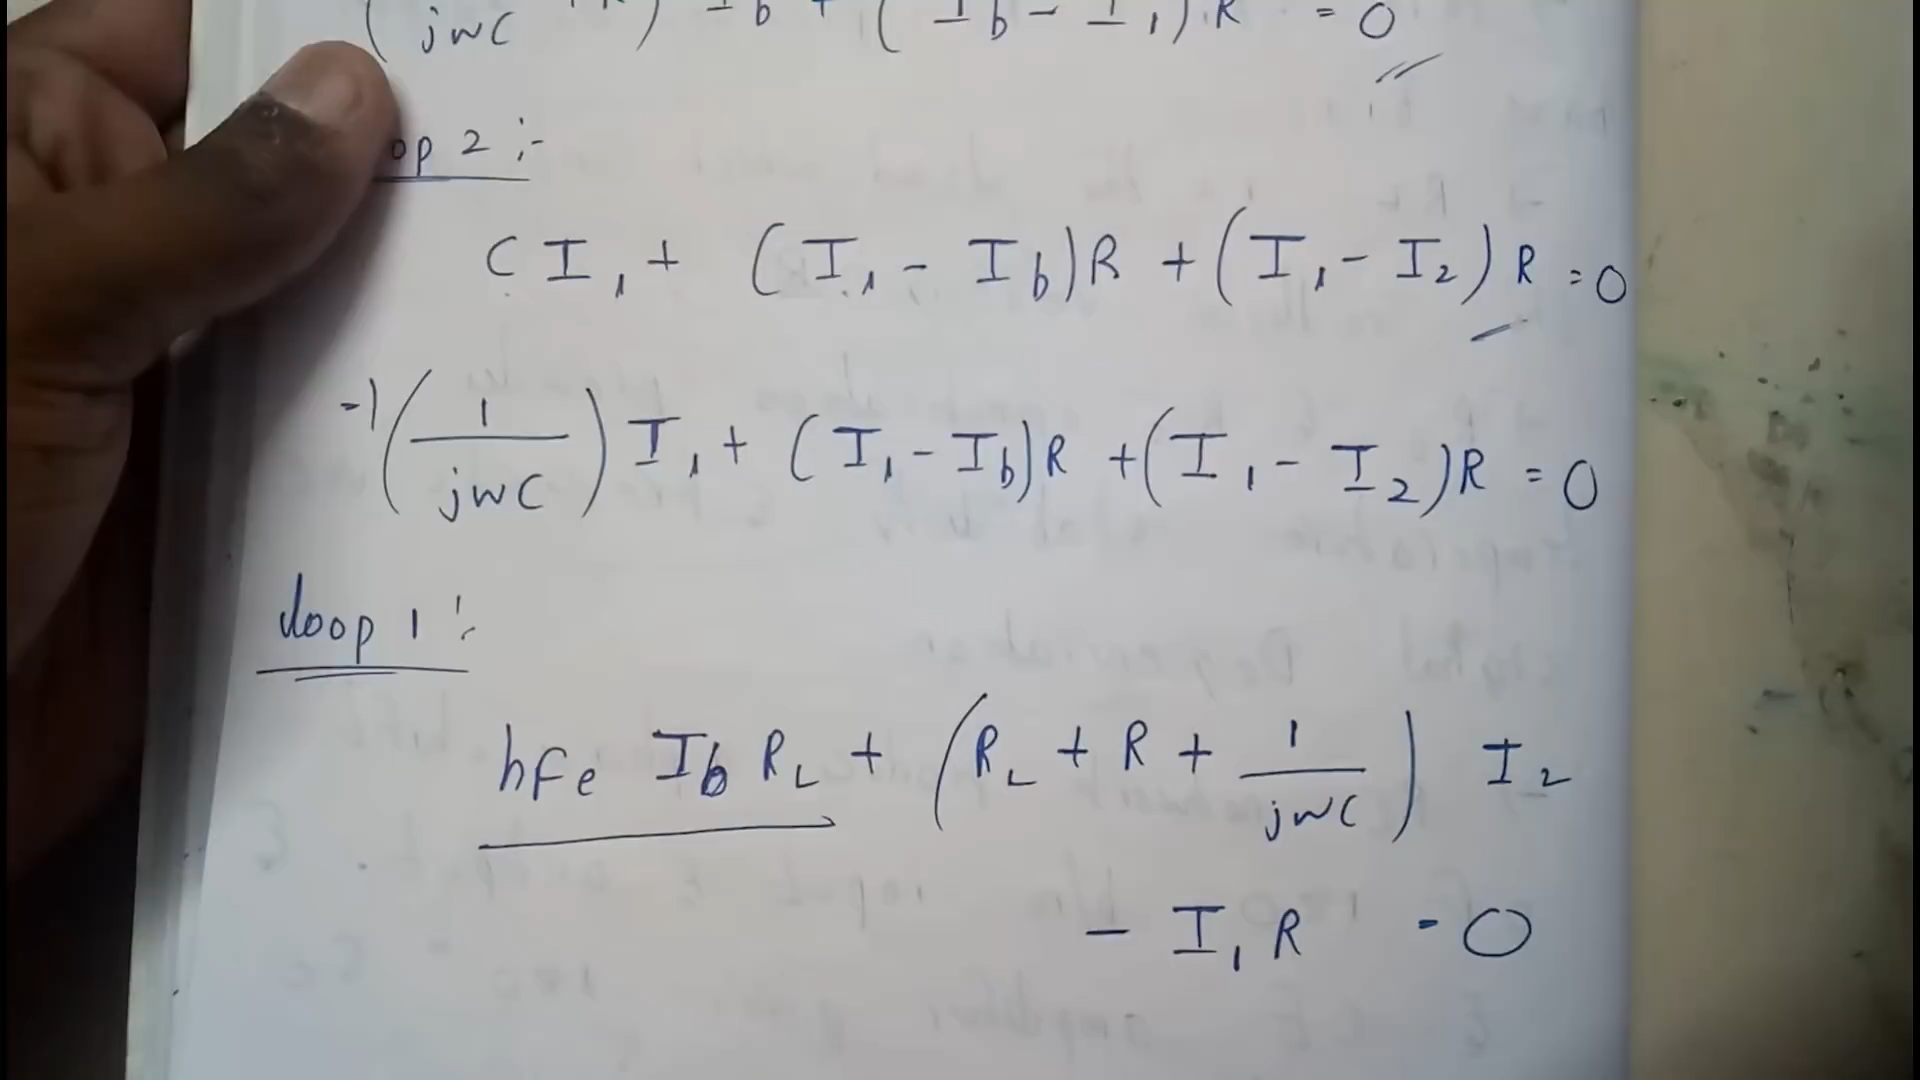 ( jwC ) Ib + ( Ib - I1 ) R = 0
op 2 :-
C I1 + (I1 - Ib)R + (I1 - I2) R = 0
-1 (1/jwC) I1 + (I1 - Ib)R + (I1 - I2)R = 0
loop 1 :
hfe Ib RL + (RL + R + 1/jwC) I2
- I1 R = 0